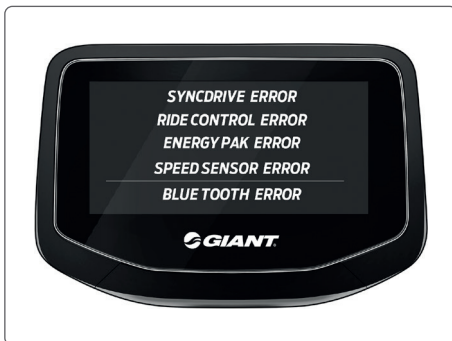 SYNCDRIVE ERROR
RIDE CONTROL ERROR
ENERGY PAK ERROR
SPEED SENSOR ERROR
BLUE TOOTH ERROR
GIANT